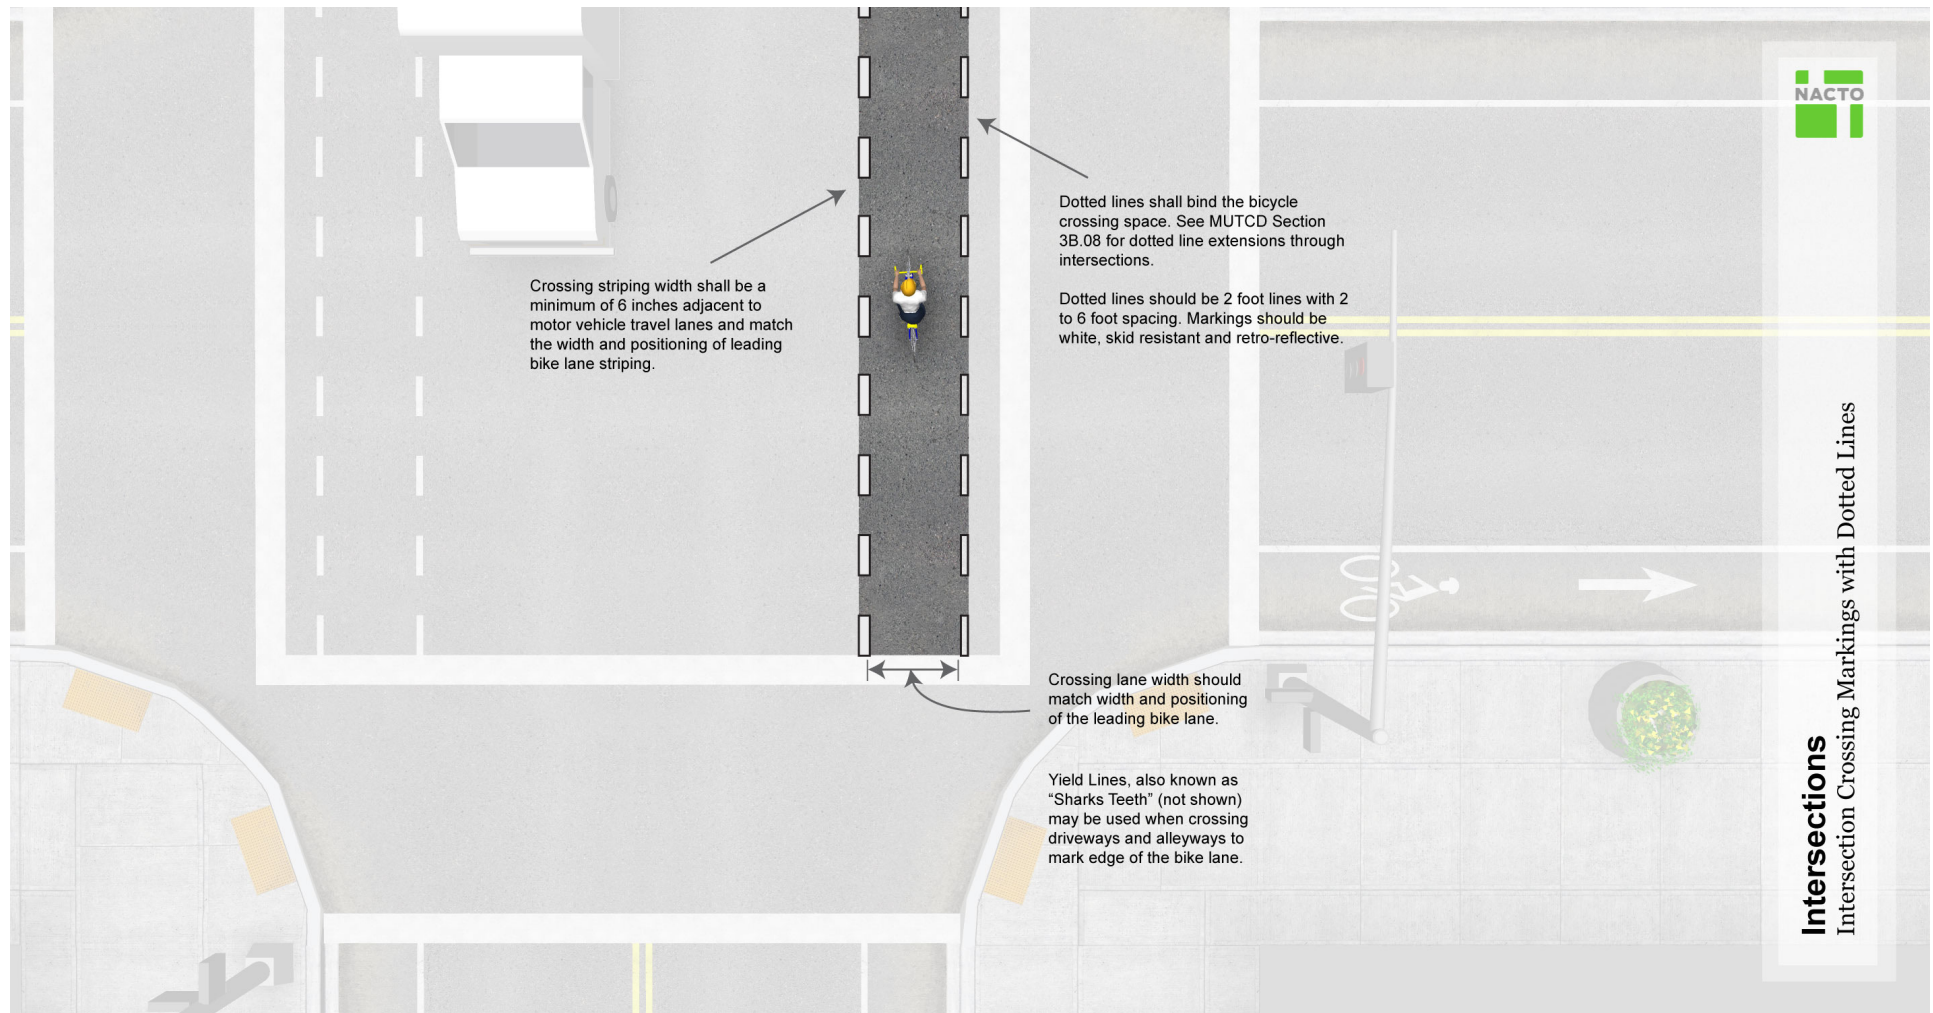 NACTO
Dotted lines shall bind the bicycle
crossing space. See MUTCD Section
3B.08 for dotted line extensions through
intersections.
Dotted lines should be 2 foot lines with 2
to 6 foot spacing. Markings should be
white, skid resistant and retro-reflective.
Crossing striping width shall be a
minimum of 6 inches adjacent to
motor vehicle travel lanes and match
the width and positioning of leading
bike lane striping.
Crossing lane width should
match width and positioning
of the leading bike lane.
Yield Lines, also known as
“Sharks Teeth” (not shown)
may be used when crossing
driveways and alleyways to
mark edge of the bike lane.
Intersections
Intersection Crossing Markings with Dotted Lines